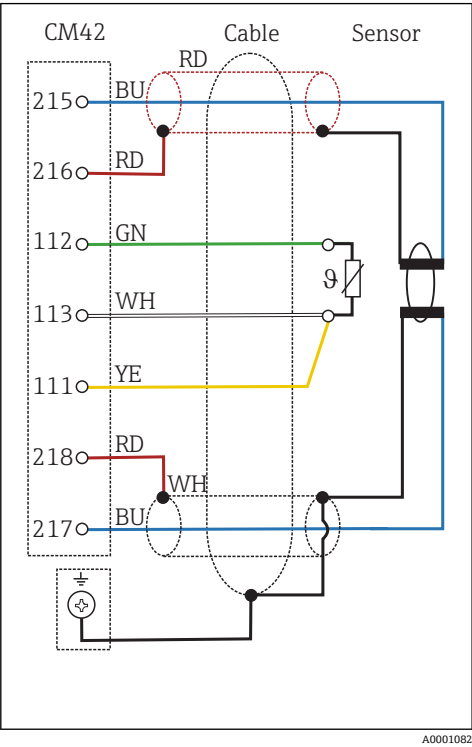 CM42 Cable Sensor
RD
215 BU
216 RD
112 GN
ϑ
113 WH
111 YE
218 RD
WH
217 BU
A0001082